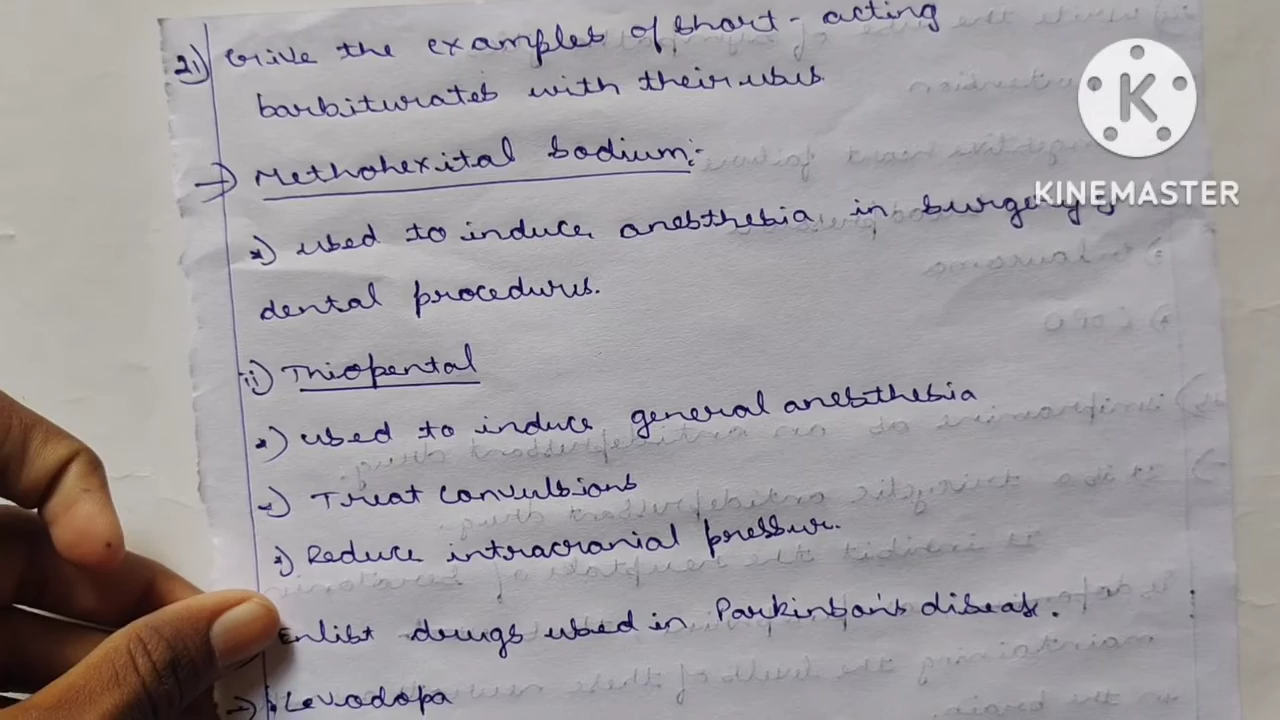 21) Give the examples of short-acting
barbiturates with their uses
→ Methohexital Sodium:-
*) used to induce anesthesia in surgery &
dental procedures.
ii) Thiopental
*) used to induce general anesthesia
*) Treat convulsions
*) Reduce intracranial pressur.
Enlist drugs used in Parkinson's disease.
→ Levodopa
K
KINEMASTER